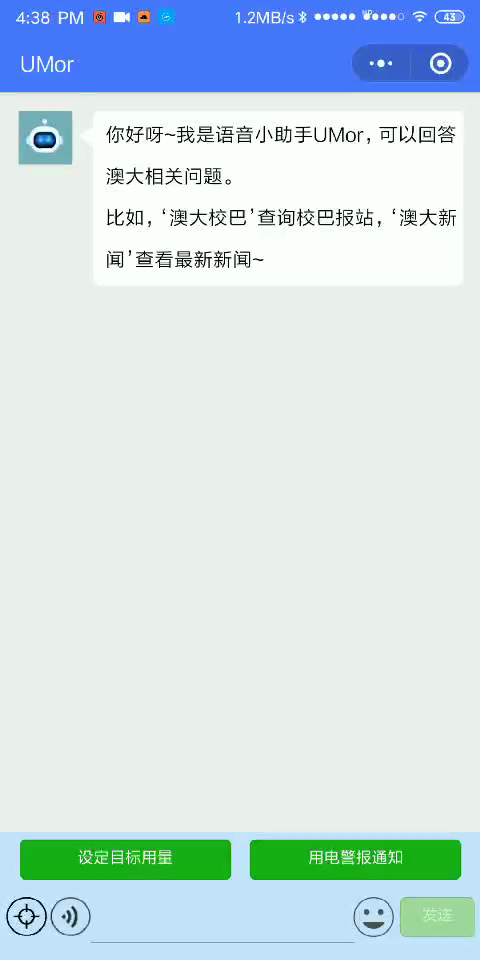 4:38 PM 1.2MB/s HD 43
UMor
你好呀~我是语音小助手UMor，可以回答
澳大相关问题。
比如，‘澳大校巴’查询校巴报站，‘澳大新
闻’查看最新新闻~
设定目标用量 用电警报通知
发送